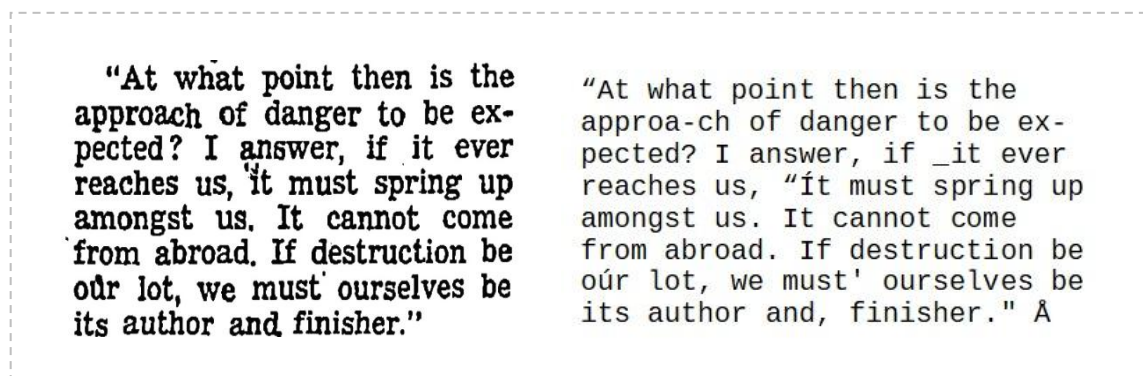 “At what point then is the
approach of danger to be ex-
pected? I answer, if it ever
reaches us, it must spring up
amongst us. It cannot come
from abroad. If destruction be
our lot, we must ourselves be
its author and finisher.”
“At what point then is the
approa-ch of danger to be ex-
pected? I answer, if _it ever
reaches us, “Ít must spring up
amongst us. It cannot come
from abroad. If destruction be
oúr lot, we must' ourselves be
its author and, finisher." Å